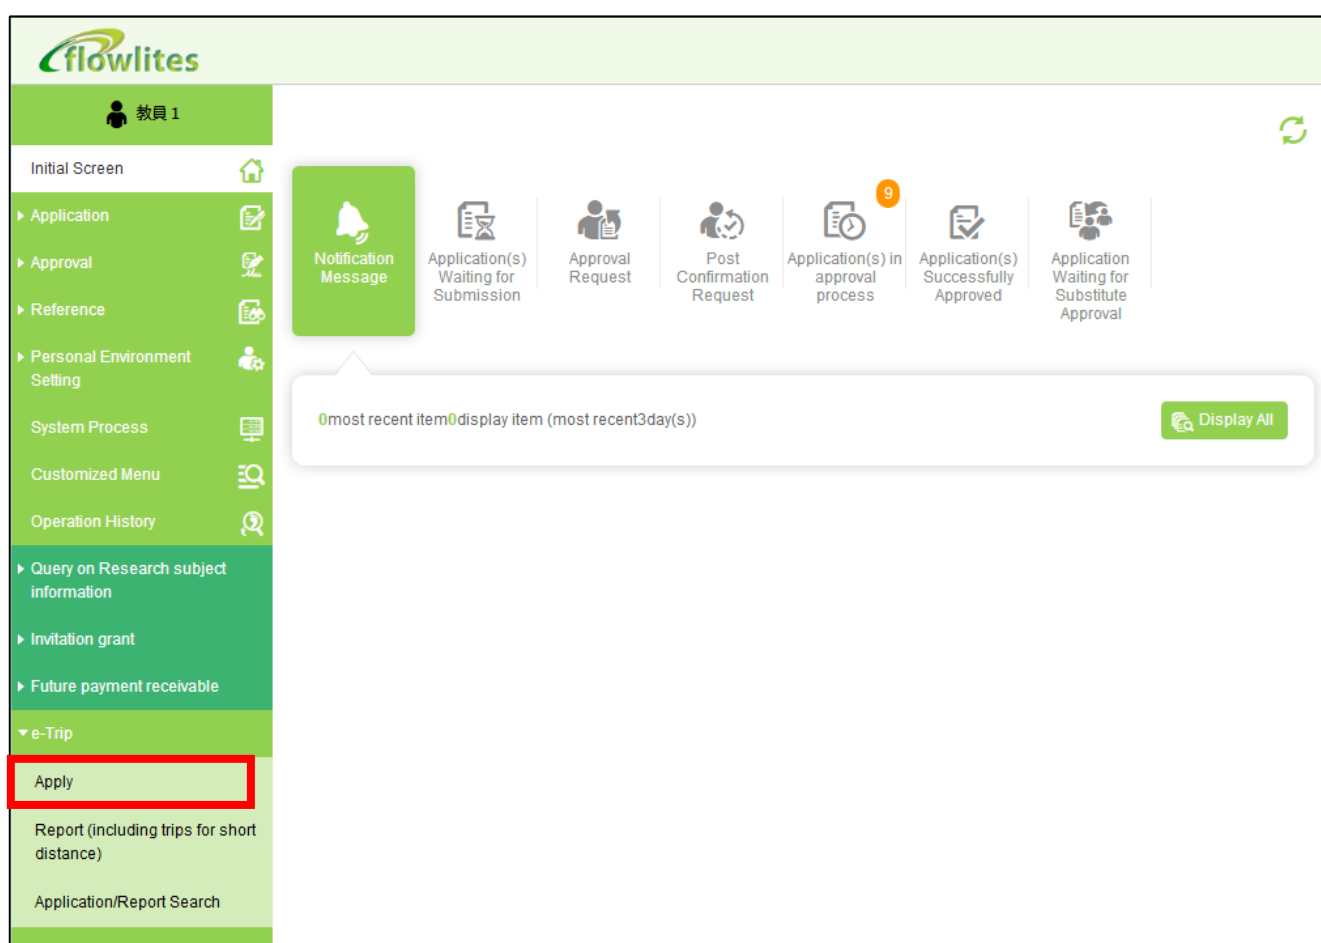 flowlites
教員 1
Initial Screen
Application
Approval
Reference
Personal Environment
Setting
System Process
Customized Menu
Operation History
Query on Research subject
information
Invitation grant
Future payment receivable
e-Trip
Apply
Report (including trips for short
distance)
Application/Report Search
Notification
Message
Application(s)
Waiting for
Submission
Approval
Request
Post
Confirmation
Request
9
Application(s) in
approval
process
Application(s)
Successfully
Approved
Application
Waiting for
Substitute
Approval
0most recent item0display item (most recent3day(s))
Display All